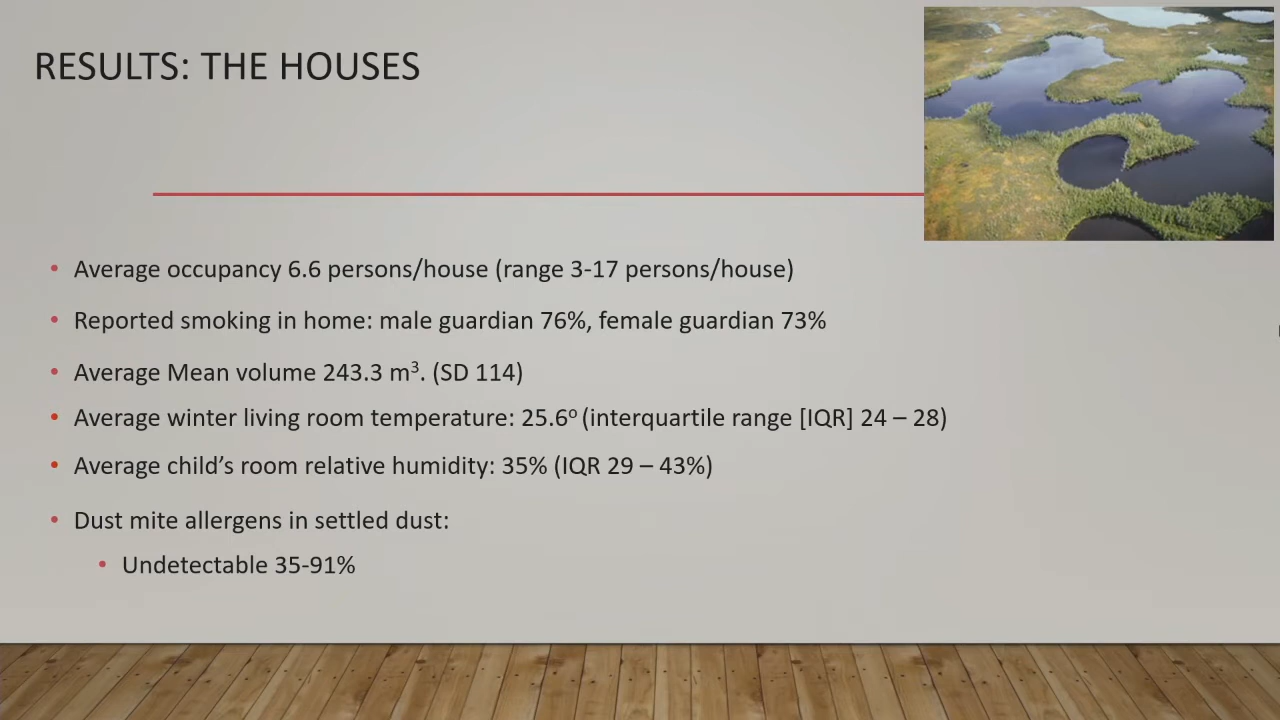 RESULTS: THE HOUSES
• Average occupancy 6.6 persons/house (range 3-17 persons/house)
• Reported smoking in home: male guardian 76%, female guardian 73%
• Average Mean volume 243.3 m³. (SD 114)
• Average winter living room temperature: 25.6º (interquartile range [IQR] 24 – 28)
• Average child’s room relative humidity: 35% (IQR 29 – 43%)
• Dust mite allergens in settled dust:
• Undetectable 35-91%